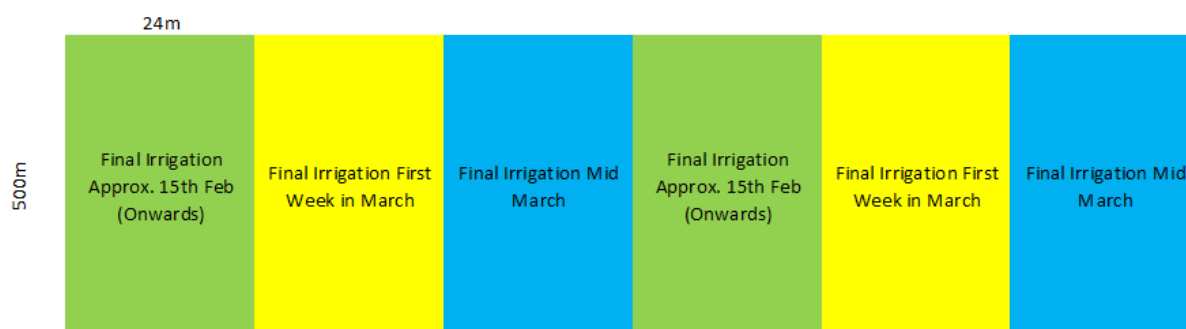 24m
500m
Final Irrigation
Approx. 15th Feb
(Onwards)
Final Irrigation First
Week in March
Final Irrigation Mid
March
Final Irrigation
Approx. 15th Feb
(Onwards)
Final Irrigation First
Week in March
Final Irrigation Mid
March